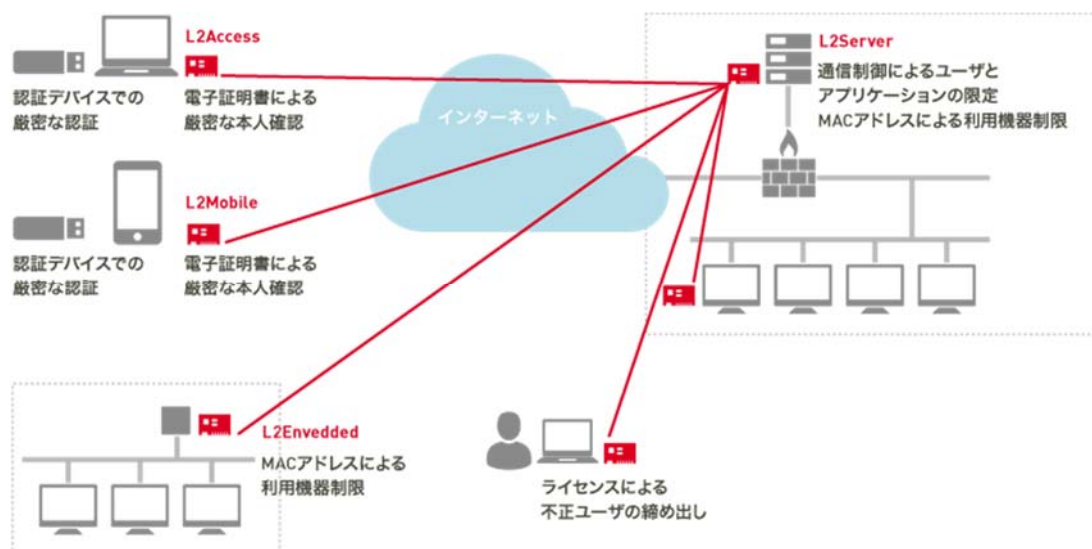 L2Access
認証デバイスでの
厳密な認証
電子証明書による
厳密な本人確認
インターネット
L2Server
通信制御によるユーザと
アプリケーションの限定
MACアドレスによる利用機器制限
L2Mobile
認証デバイスでの
厳密な認証
電子証明書による
厳密な本人確認
L2Envedded
MACアドレスによる
利用機器制限
ライセンスによる
不正ユーザの締め出し